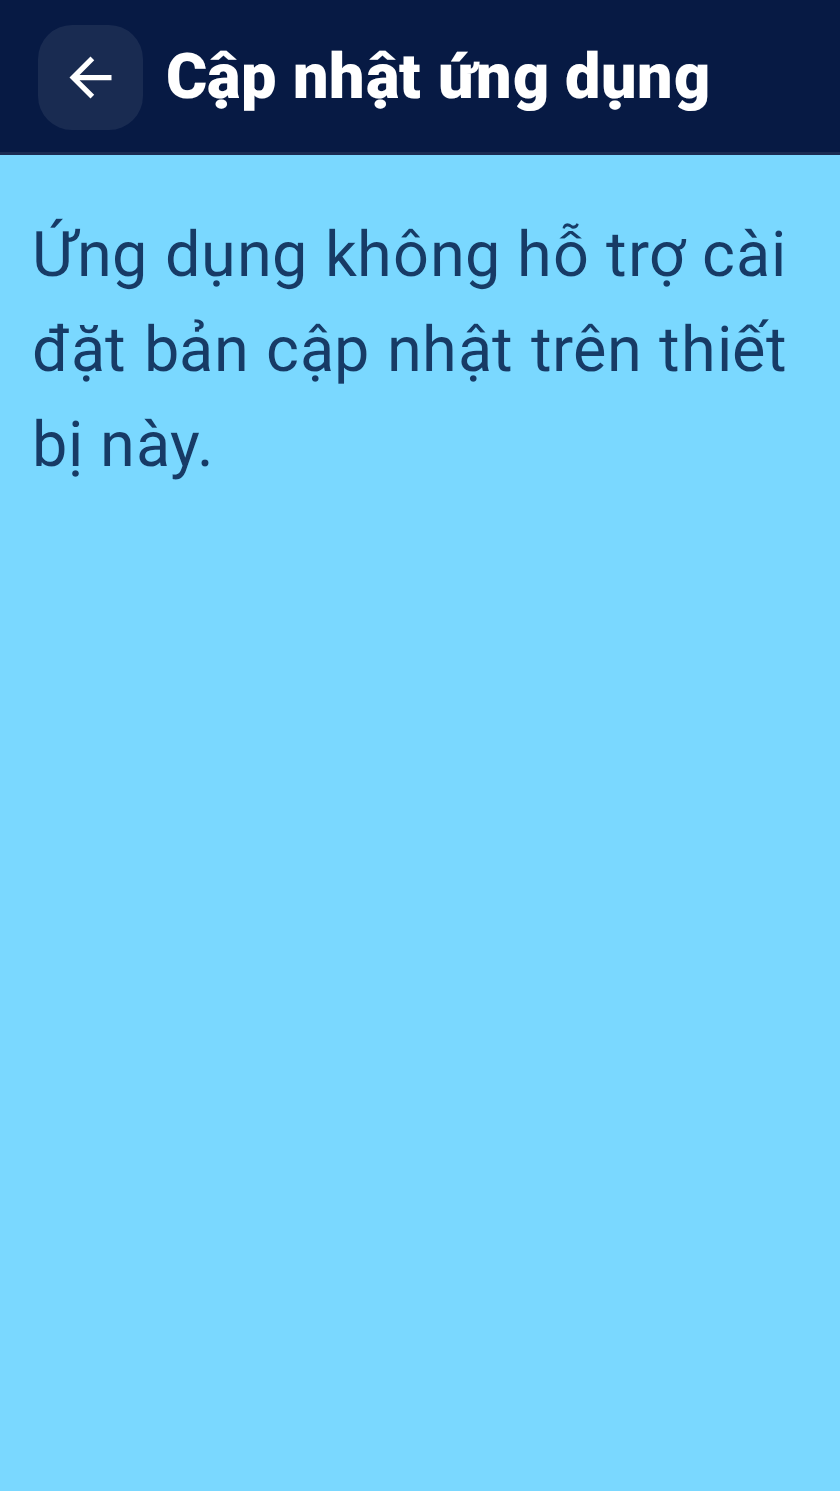 Cập nhật ứng dụng
Ứng dụng không hỗ trợ cài
đặt bản cập nhật trên thiết
bị này.